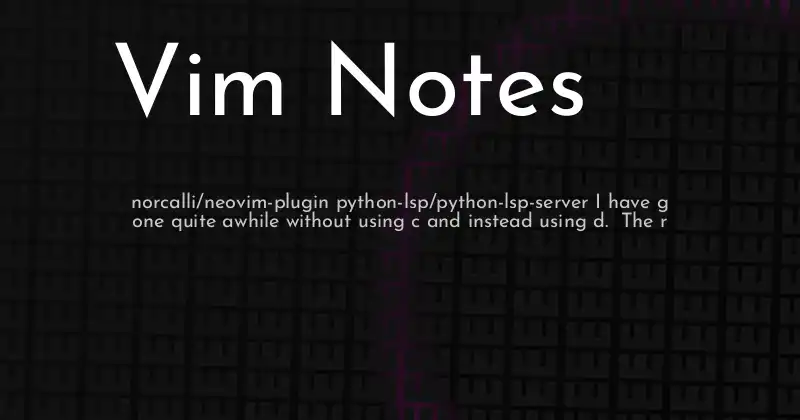 Vim Notes
norcalli/neovim-plugin python-lsp/python-lsp-server I have g
one quite awhile without using c and instead using d.  The r